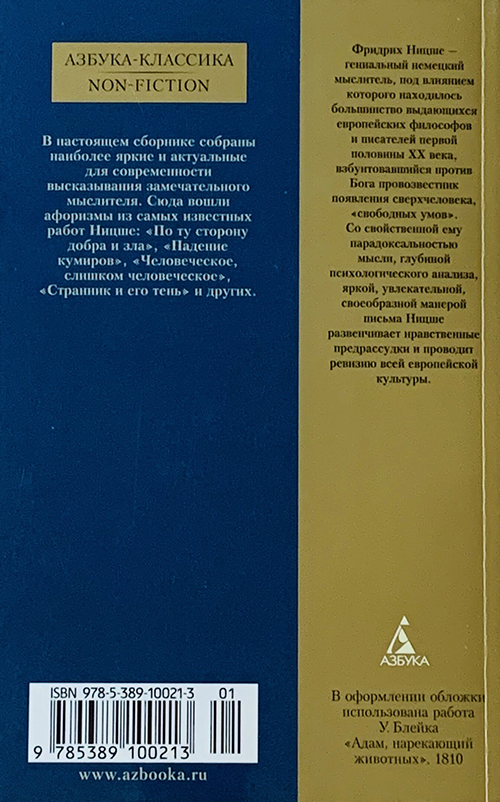 АЗБУКА-КЛАССИКА
NON-FICTION
В настоящем сборнике собраны
наиболее яркие и актуальные
для современности
высказывания замечательного
мыслителя. Сюда вошли
афоризмы из самых известных
работ Ницше: «По ту сторону
добра и зла», «Падение
кумиров», «Человеческое,
слишком человеческое»,
«Странник и его тень» и других.
Фридрих Ницше —
гениальный немецкий
мыслитель, под влиянием
которого находилось
большинство выдающихся
европейских философов
и писателей первой
половины XX века,
взбунтовавшийся против
Бога провозвестник
появления сверхчеловека,
«свободных умов».
Со свойственной ему
парадоксальностью
мысли, глубиной
психологического анализа,
яркой, увлекательной,
своеобразной манерой
письма Ницше
развенчивает нравственные
предрассудки и проводит
ревизию всей европейской
культуры.
АЗБУКА
В оформлении обложки
использована работа
У. Блейка
«Адам, нарекающий
животных». 1810
ISBN 978-5-389-10021-3 01
9 785389 100213
www.azbooka.ru